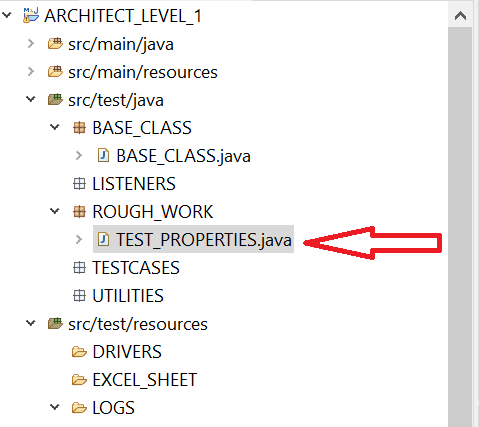 ARCHITECT_LEVEL_1
src/main/java
src/main/resources
src/test/java
BASE_CLASS
BASE_CLASS.java
LISTENERS
ROUGH_WORK
TEST_PROPERTIES.java
TESTCASES
UTILITIES
src/test/resources
DRIVERS
EXCEL_SHEET
LOGS